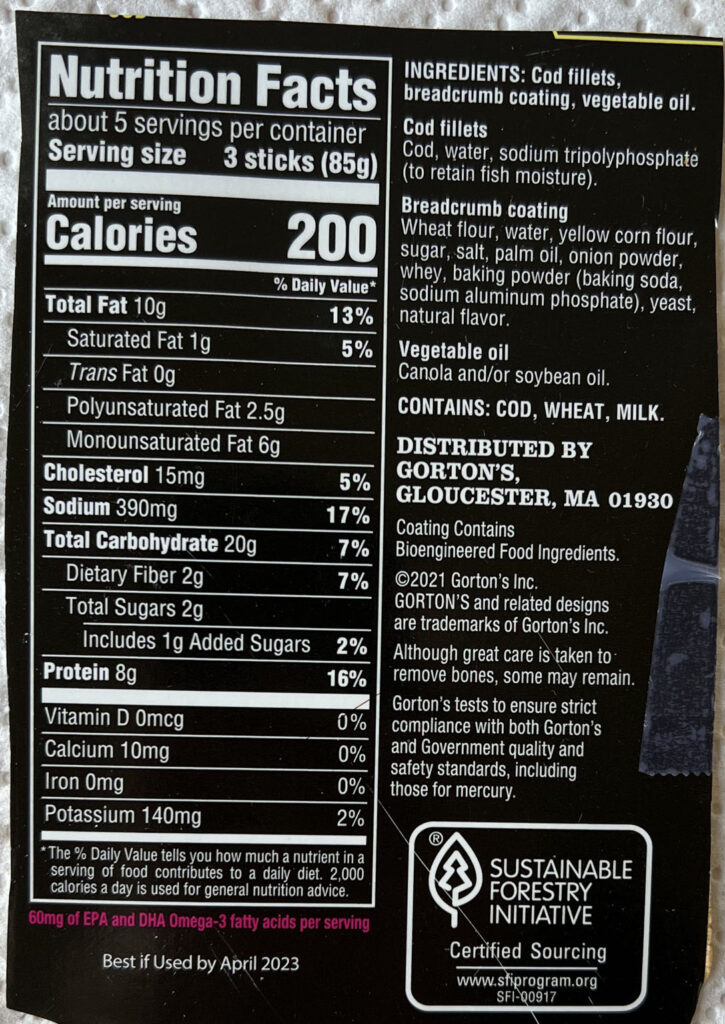 Nutrition Facts
about 5 servings per container
Serving size 3 sticks (85g)
Amount per serving
Calories 200
% Daily Value*
Total Fat 10g 13%
Saturated Fat 1g 5%
Trans Fat 0g
Polyunsaturated Fat 2.5g
Monounsaturated Fat 6g
Cholesterol 15mg 5%
Sodium 390mg 17%
Total Carbohydrate 20g 7%
Dietary Fiber 2g 7%
Total Sugars 2g
Includes 1g Added Sugars 2%
Protein 8g 16%
Vitamin D 0mcg 0%
Calcium 10mg 0%
Iron 0mg 0%
Potassium 140mg 2%
*The % Daily Value tells you how much a nutrient in a
serving of food contributes to a daily diet. 2,000
calories a day is used for general nutrition advice.
60mg of EPA and DHA Omega-3 fatty acids per serving
Best if Used by April 2023
INGREDIENTS: Cod fillets,
breadcrumb coating, vegetable oil.
Cod fillets
Cod, water, sodium tripolyphosphate
(to retain fish moisture).
Breadcrumb coating
Wheat flour, water, yellow corn flour,
sugar, salt, palm oil, onion powder,
whey, baking powder (baking soda,
sodium aluminum phosphate), yeast,
natural flavor.
Vegetable oil
Canola and/or soybean oil.
CONTAINS: COD, WHEAT, MILK.
DISTRIBUTED BY
GORTON'S,
GLOUCESTER, MA 01930
Coating Contains
Bioengineered Food Ingredients.
©2021 Gorton's Inc.
GORTON'S and related designs
are trademarks of Gorton's Inc.
Although great care is taken to
remove bones, some may remain.
Gorton's tests to ensure strict
compliance with both Gorton's
and Government quality and
safety standards, including
those for mercury.
®
SUSTAINABLE
FORESTRY
INITIATIVE
Certified Sourcing
www.sfiprogram.org
SFI-00917